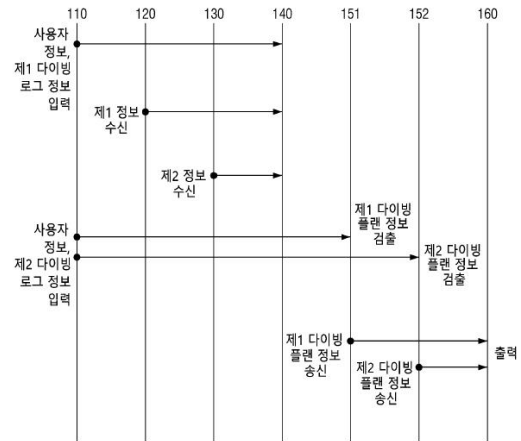 110 120 130 140 151 152 160
사용자
정보,
제1 다이빙
로그 정보
입력
제1 정보
수신
제2 정보
수신
사용자
정보,
제2 다이빙
로그 정보
입력
제1 다이빙
플랜 정보
검출
제2 다이빙
플랜 정보
검출
제1 다이빙
플랜 정보
송신
제2 다이빙
플랜 정보
송신
출력